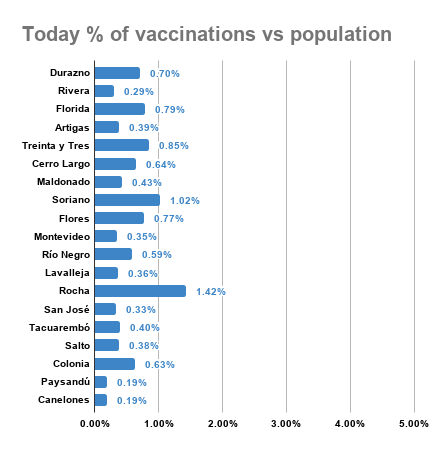 Today % of vaccinations vs population
Durazno 0.70%
Rivera 0.29%
Florida 0.79%
Artigas 0.39%
Treinta y Tres 0.85%
Cerro Largo 0.64%
Maldonado 0.43%
Soriano 1.02%
Flores 0.77%
Montevideo 0.35%
Río Negro 0.59%
Lavalleja 0.36%
Rocha 1.42%
San José 0.33%
Tacuarembó 0.40%
Salto 0.38%
Colonia 0.63%
Paysandú 0.19%
Canelones 0.19%
0.00% 1.00% 2.00% 3.00% 4.00% 5.00%